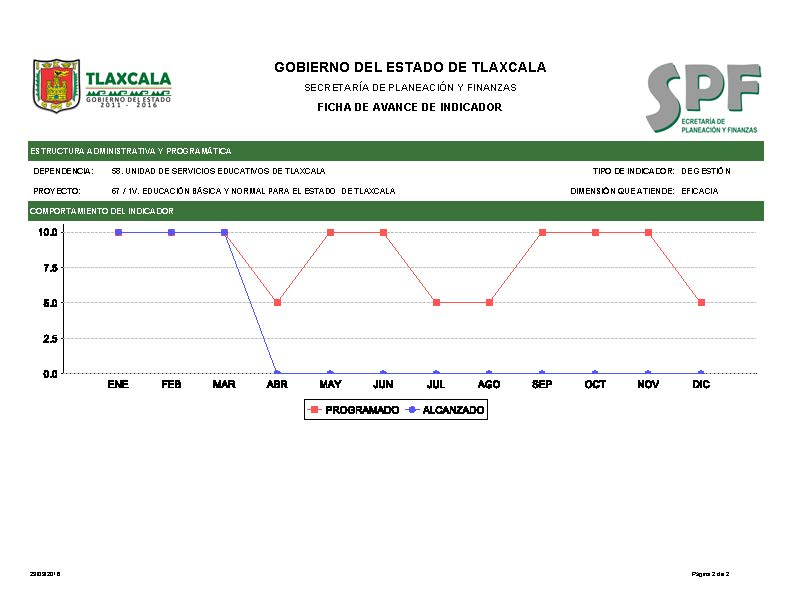 GOBIERNO DEL ESTADO DE TLAXCALA
SECRETARÍA DE PLANEACIÓN Y FINANZAS
FICHA DE AVANCE DE INDICADOR
TLAXCALA
GOBIERNO DEL ESTADO
2011 - 2016
SPF
SECRETARÍA DE
PLANEACIÓN Y FINANZAS
ESTRUCTURA ADMINISTRATIVA Y PROGRAMÁTICA
DEPENDENCIA: 58. UNIDAD DE SERVICIOS EDUCATIVOS DE TLAXCALA TIPO DE INDICADOR: DE GESTIÓN
PROYECTO: 67 / 1V. EDUCACIÓN BÁSICA Y NORMAL PARA EL ESTADO DE TLAXCALA DIMENSIÓN QUE ATIENDE: EFICACIA
COMPORTAMIENTO DEL INDICADOR
10.0
7.5
5.0
2.5
0.0
ENE FEB MAR ABR MAY JUN JUL AGO SEP OCT NOV DIC
PROGRAMADO ALCANZADO
Página 2 de 2